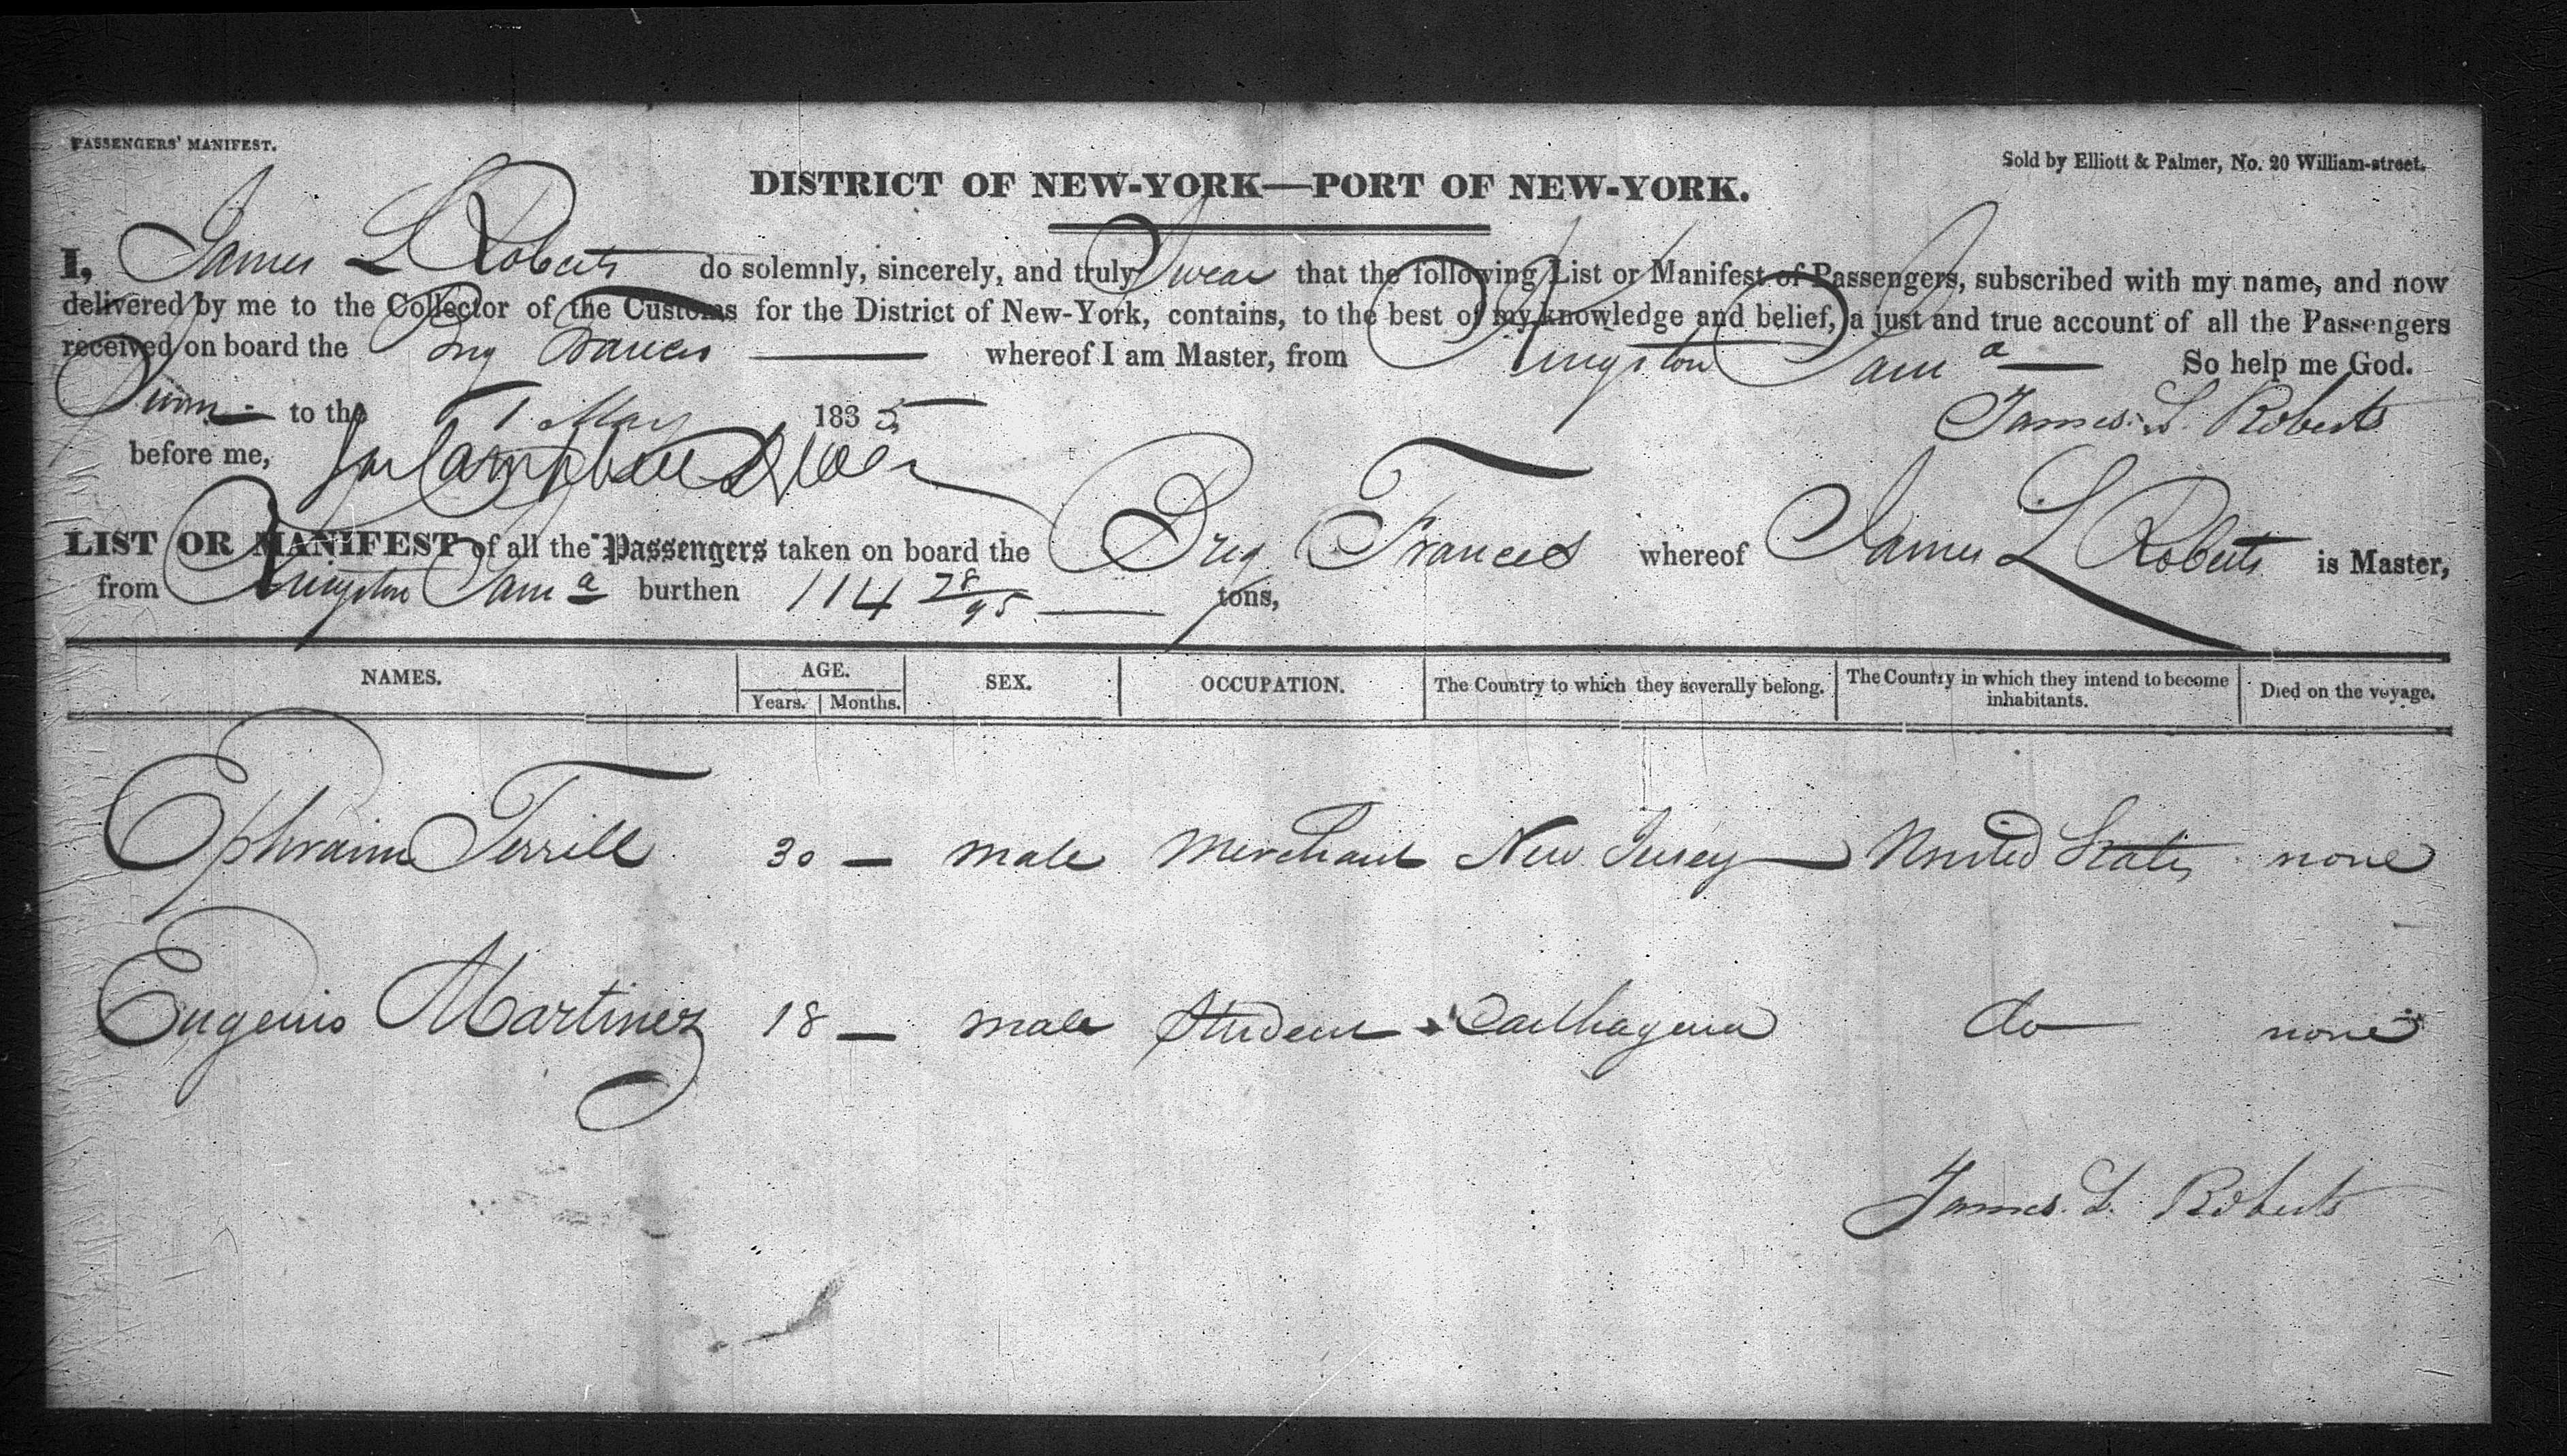 PASSENGERS' MANIFEST.
Sold by Elliott & Palmer, No. 20 William-street.
DISTRICT OF NEW-YORK—PORT OF NEW-YORK.
I, James L Roberts do solemnly, sincerely, and truly Swear that the following List or Manifest of Passengers, subscribed with my name, and now
delivered by me to the Collector of the Customs for the District of New-York, contains, to the best of my knowledge and belief, a just and true account of all the Passengers
received on board the Brig Frances whereof I am Master, from Kingston Jama So help me God.
Sworn to the 1 May 1835 James L. Roberts
before me,
LIST OR MANIFEST of all the Passengers taken on board the Brig Frances whereof James L Roberts is Master,
from Kingston Jama burthen 114 78/95 tons,
NAMES. AGE. Years. Months. SEX. OCCUPATION. The Country to which they severally belong. The Country in which they intend to become inhabitants. Died on the voyage.
Ephraim Terrill 30 — male Merchant New Jersey United States none
Eugenio Martinez 18 — male Student Carthagena do none
James. L. Roberts